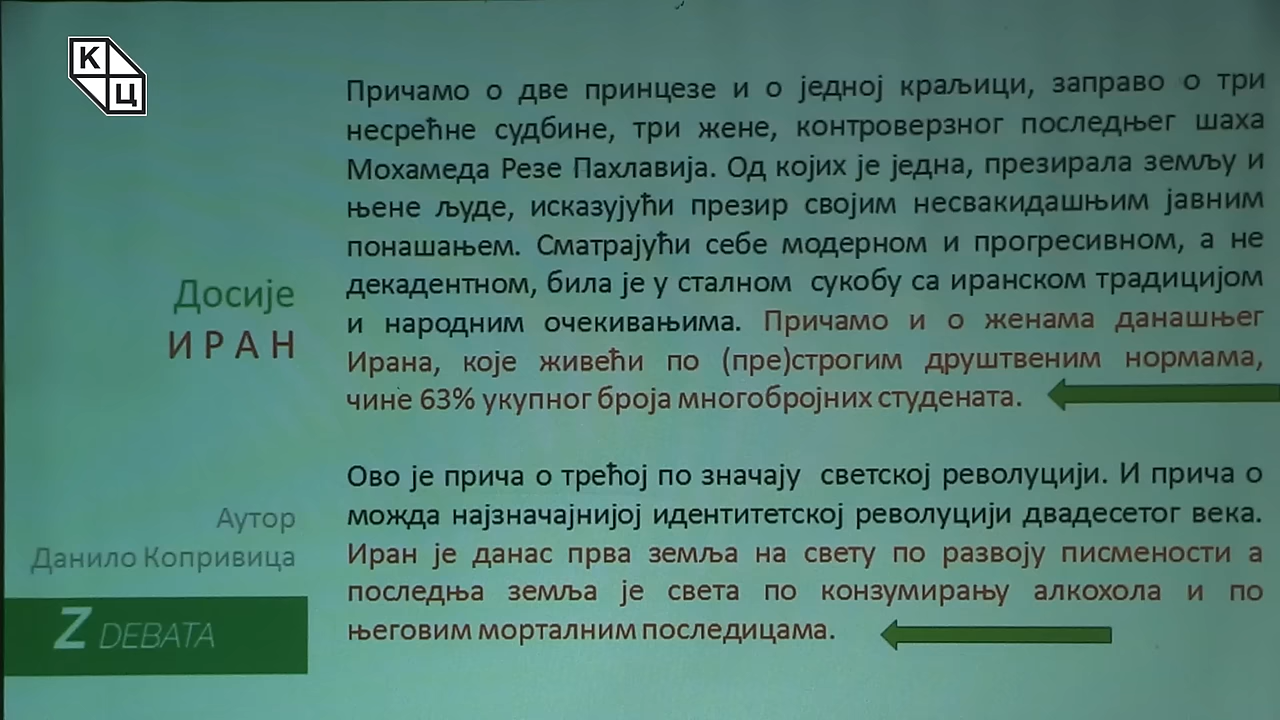 К
Ц
Причамо о две принцезе и о једној краљици, заправо о три
несрећне судбине, три жене, контроверзног последњег шаха
Мохамеда Резе Пахлавија. Од којих је једна, презирала земљу и
њене људе, исказујући презир својим несвакидашњим јавним
понашањем. Сматрајући себе модерном и прогресивном, а не
декадентном, била је у сталном сукобу са иранском традицијом
и народним очекивањима. Причамо и о женама данашњег
Ирана, које живећи по (пре)строгим друштвеним нормама,
чине 63% укупног броја многобројних студената.
Досије
ИРАН
Ово је прича о трећој по значају светској револуцији. И прича о
можда најзначајнијој идентитетској револуцији двадесетог века.
Иран је данас прва земља на свету по развоју писмености а
последња земља је света по конзумирању алкохола и по
његовим морталним последицама.
Аутор
Данило Копривица
Z DEBATA